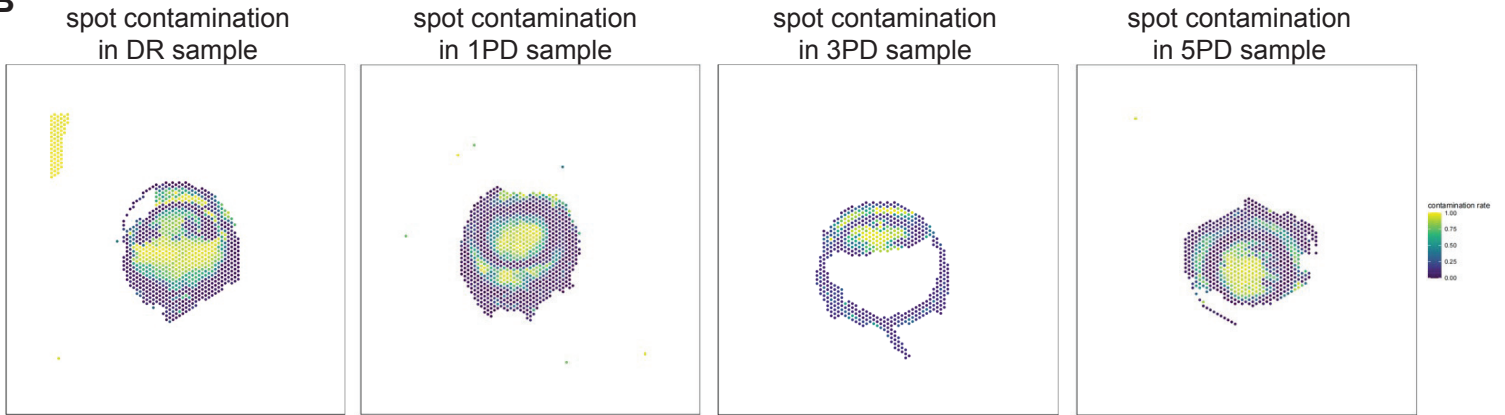 B
spot contamination
in DR sample
spot contamination
in 1PD sample
spot contamination
in 3PD sample
spot contamination
in 5PD sample
contamination rate
1.00
0.75
0.50
0.25
0.00